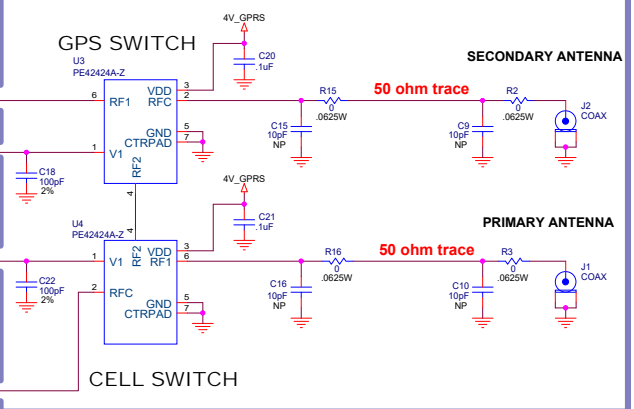 4V_GPRS
GPS SWITCH
U3
PE42424A-Z
C20
.1uF
SECONDARY ANTENNA
6 RF1
VDD 3
RFC 2
R15
0
.0625W
50 ohm trace
R2
0
.0625W
J2
COAX
1 V1
RF2
GND 5
CTRPAD 7
C15
10pF
NP
C9
10pF
NP
C18
100pF
2%
4
4V_GPRS
U4
PE42424A-Z
4
C21
.1uF
PRIMARY ANTENNA
1 V1
RF2
VDD 3
RF1 6
R16
0
.0625W
50 ohm trace
R3
0
.0625W
J1
COAX
C22
100pF
2%
2 RFC
GND 5
CTRPAD 7
C16
10pF
NP
C10
10pF
NP
CELL SWITCH